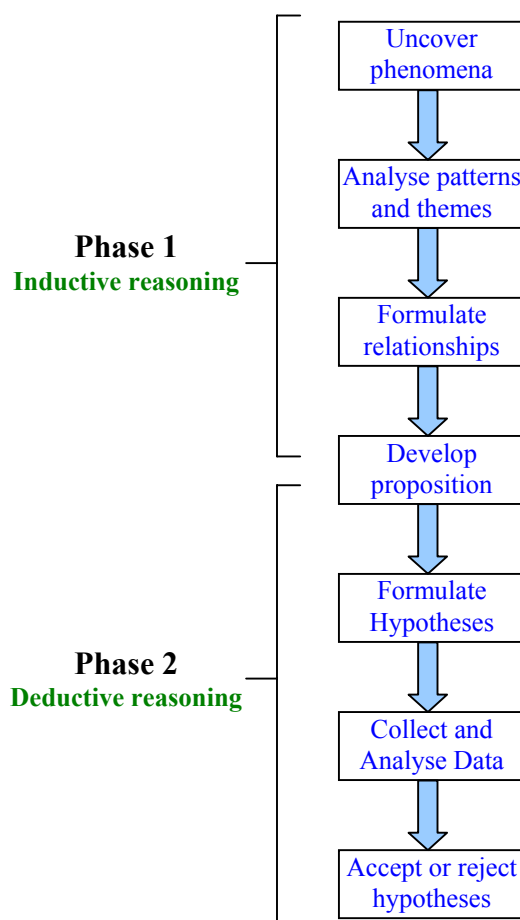 Uncover
phenomena
Analyse patterns
and themes
Phase 1
Inductive reasoning
Formulate
relationships
Develop
proposition
Formulate
Hypotheses
Phase 2
Deductive reasoning
Collect and
Analyse Data
Accept or reject
hypotheses